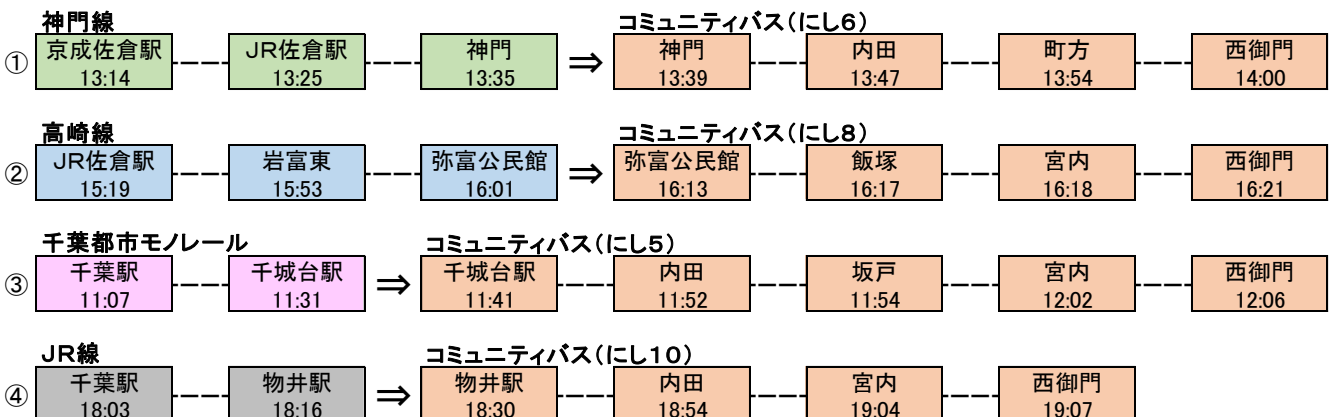 神門線 コミュニティバス(にし6)
① 京成佐倉駅 JR佐倉駅 神門 ⇒ 神門 内田 町方 西御門
13:14 13:25 13:35 13:39 13:47 13:54 14:00
高崎線 コミュニティバス(にし8)
② JR佐倉駅 岩富東 弥富公民館 ⇒ 弥富公民館 飯塚 宮内 西御門
15:19 15:53 16:01 16:13 16:17 16:18 16:21
千葉都市モノレール コミュニティバス(にし5)
③ 千葉駅 千城台駅 ⇒ 千城台駅 内田 坂戸 宮内 西御門
11:07 11:31 11:41 11:52 11:54 12:02 12:06
JR線 コミュニティバス(にし10)
④ 千葉駅 物井駅 ⇒ 物井駅 内田 宮内 西御門
18:03 18:16 18:30 18:54 19:04 19:07